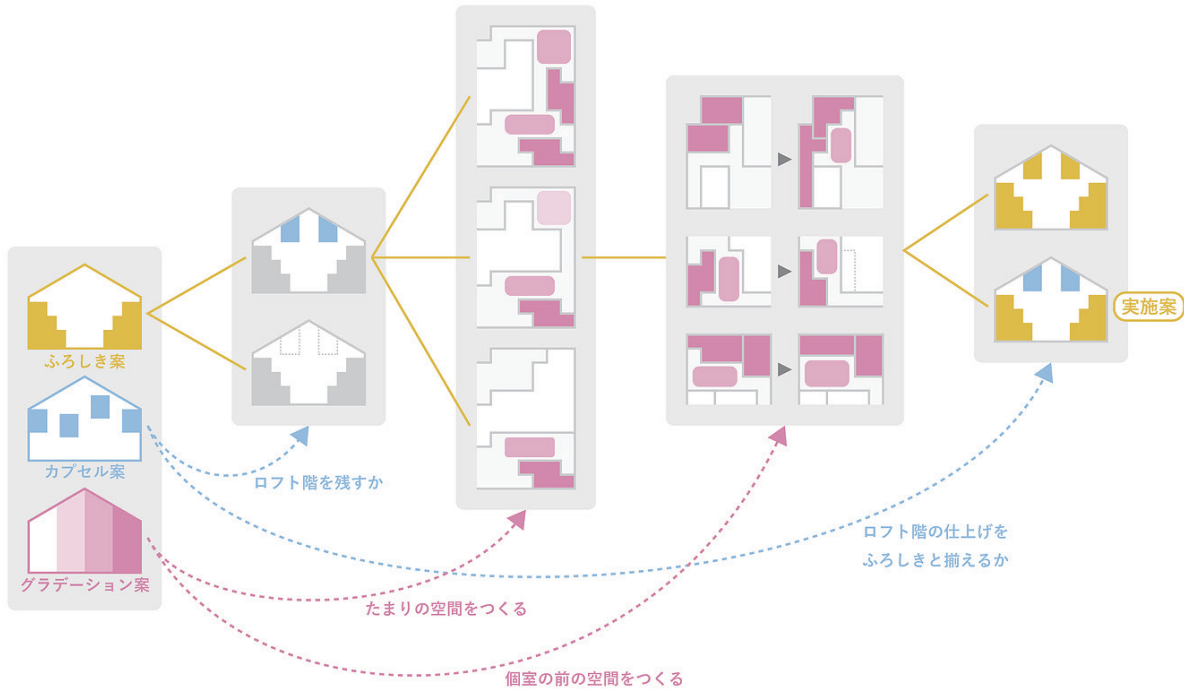 ふろしき案
カプセル案
グラデーション案
ロフト階を残すか
たまりの空間をつくる
個室の前の空間をつくる
実施案
ロフト階の仕上げを
ふろしきと揃えるか